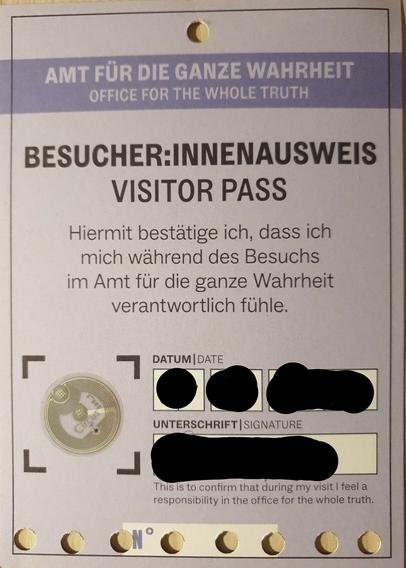 AMT FÜR DIE GANZE WAHRHEIT
OFFICE FOR THE WHOLE TRUTH
BESUCHER:INNENAUSWEIS
VISITOR PASS
Hiermit bestätige ich, dass ich
mich während des Besuchs
im Amt für die ganze Wahrheit
verantwortlich fühle.
DATUM|DATE
UNTERSCHRIFT|SIGNATURE
This is to confirm that during my visit I feel a
responsibility in the office for the whole truth.
N°